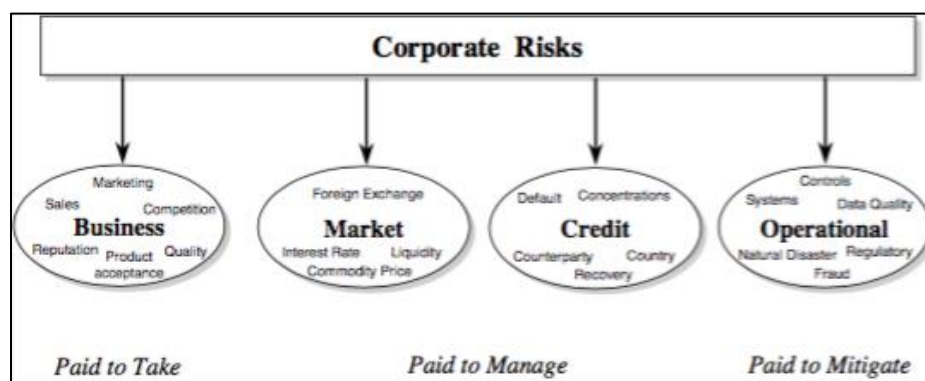 Corporate Risks
Marketing
Sales
Competition
Business
Reputation
Product
Quality
acceptance
Foreign Exchange
Market
Interest Rate
Liquidity
Commodity Price
Default
Concentrations
Credit
Counterparty
Country
Recovery
Controls
Systems
Data Quality
Operational
Natural Disaster
Regulatory
Fraud
Paid to Take
Paid to Manage
Paid to Mitigate